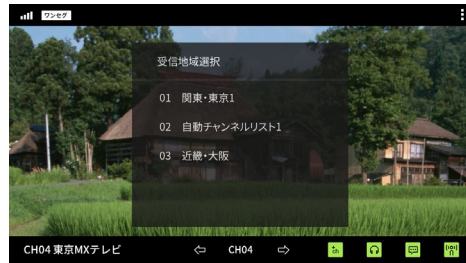 ワンセグ
受信地域選択
01 関東・東京1
02 自動チャンネルリスト1
03 近畿・大阪
CH04 東京MXテレビ
CH04
ch